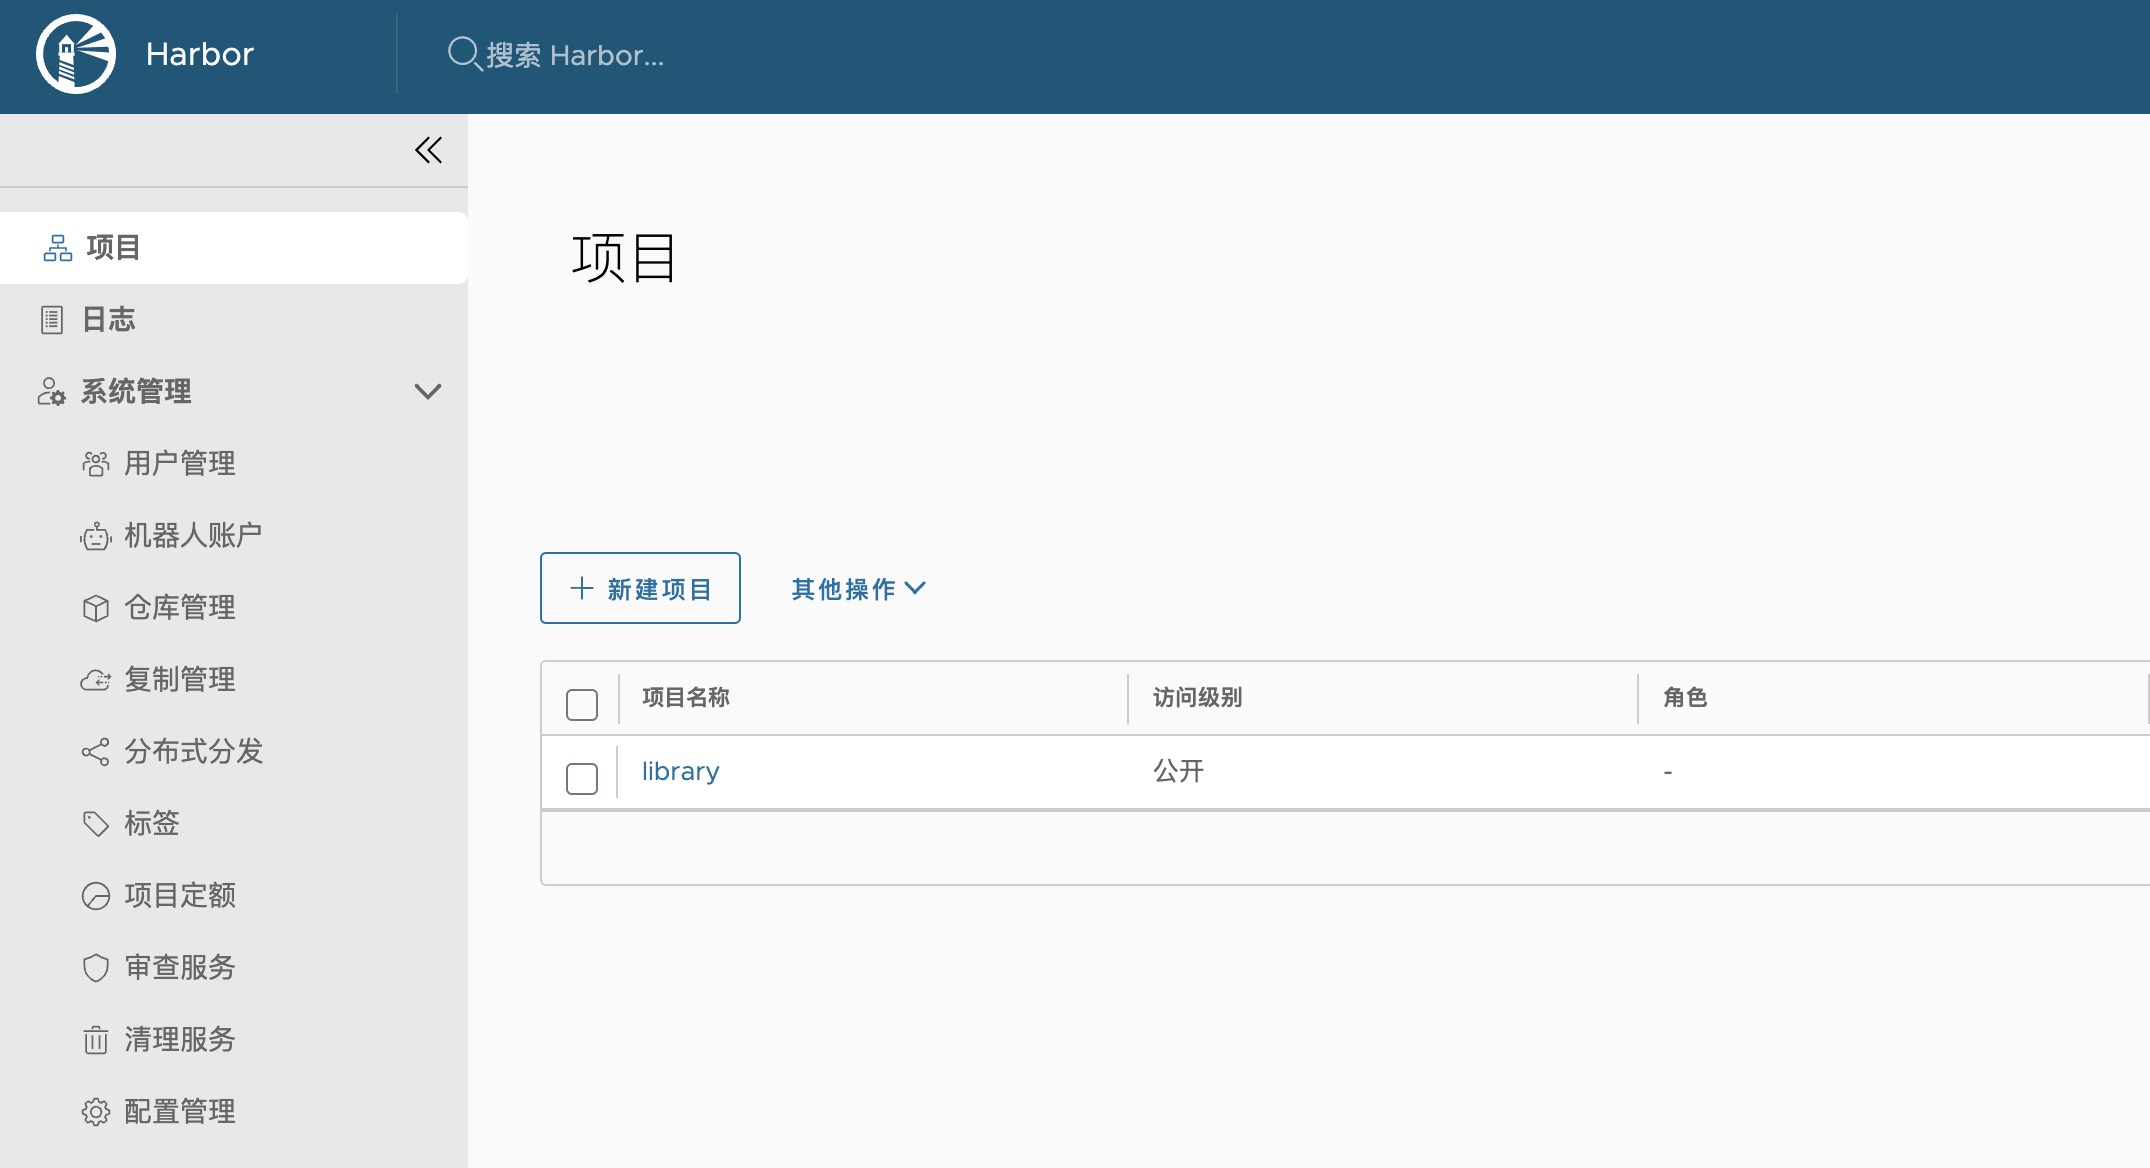 Harbor
搜索 Harbor...
项目
日志
系统管理
用户管理
机器人账户
仓库管理
复制管理
分布式分发
标签
项目定额
审查服务
清理服务
配置管理
项目
新建项目
其他操作
项目名称 访问级别 角色
library 公开 -